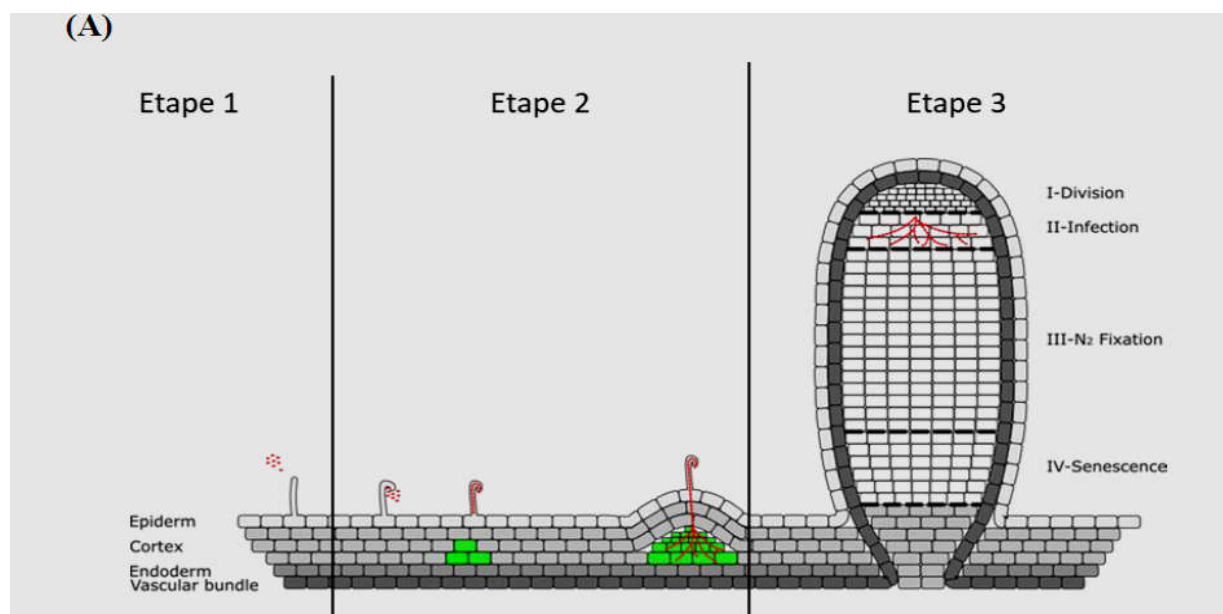 (A)
Etape 1
Etape 2
Etape 3
I-Division
II-Infection
III-N₂ Fixation
IV-Senescence
Epiderm
Cortex
Endoderm
Vascular bundle